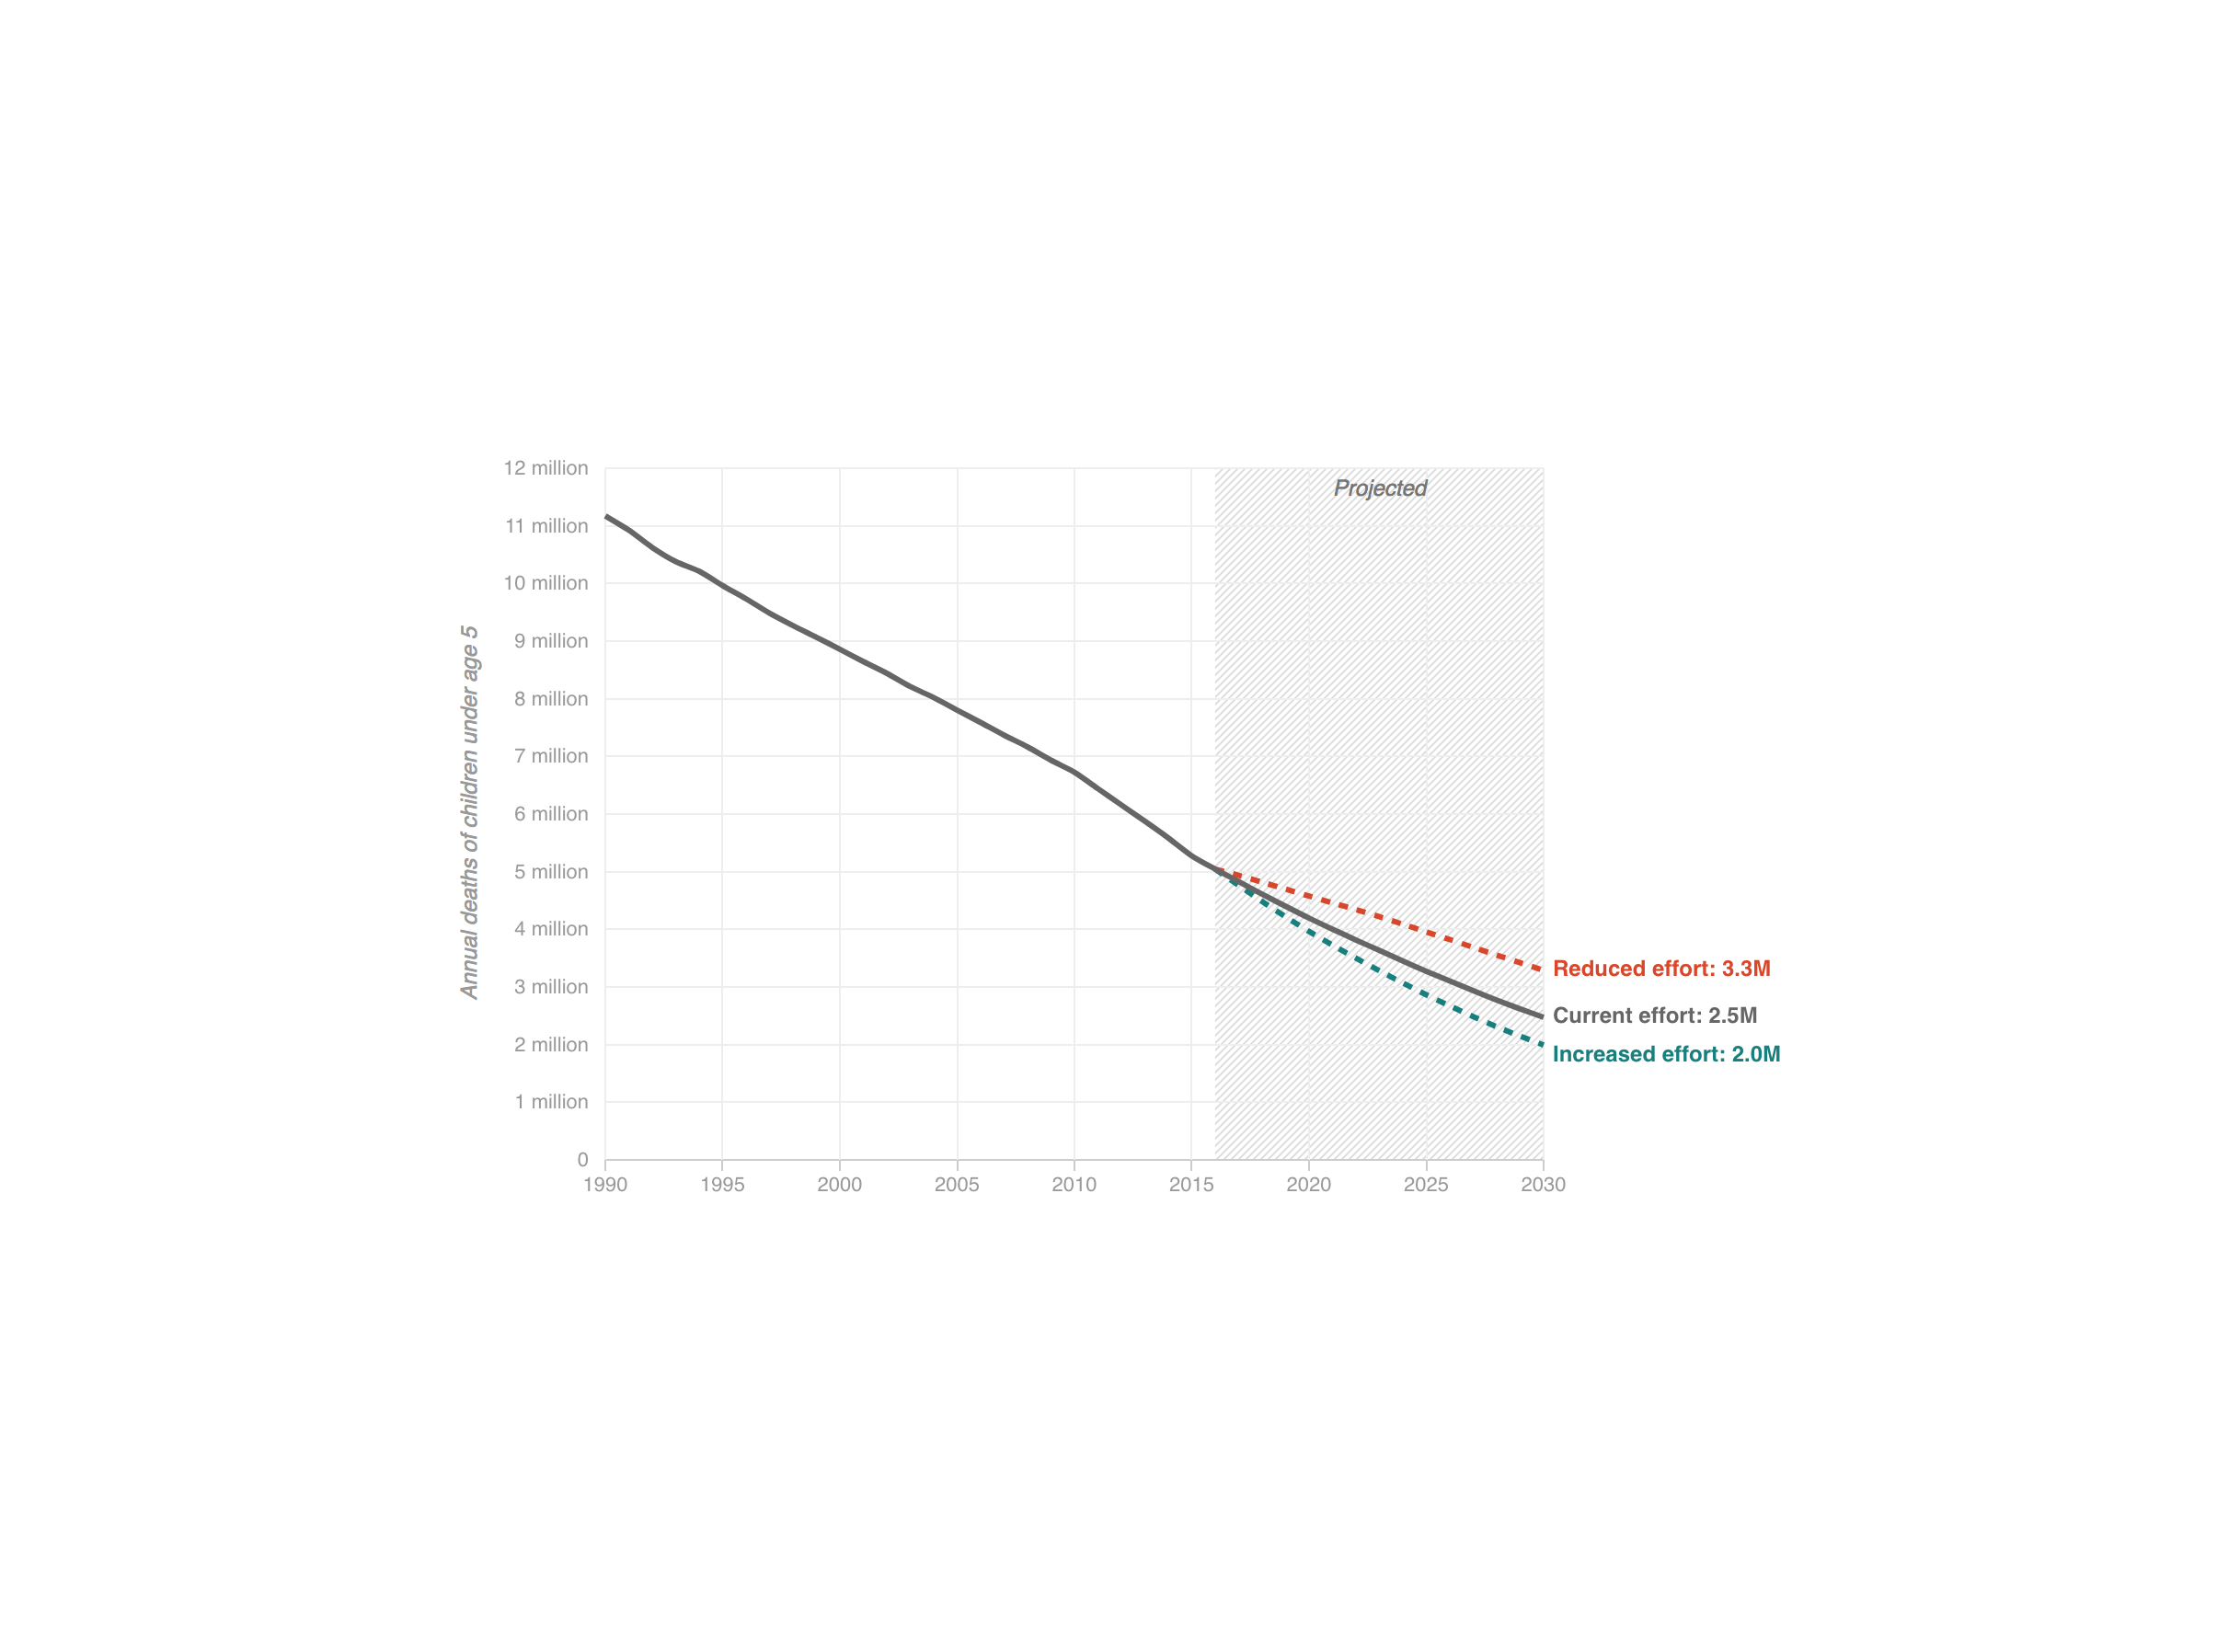 Annual deaths of children under age 5
12 million
11 million
10 million
9 million
8 million
7 million
6 million
5 million
4 million
3 million
2 million
1 million
0
Projected
Reduced effort: 3.3M
Current effort: 2.5M
Increased effort: 2.0M
1990 1995 2000 2005 2010 2015 2020 2025 2030